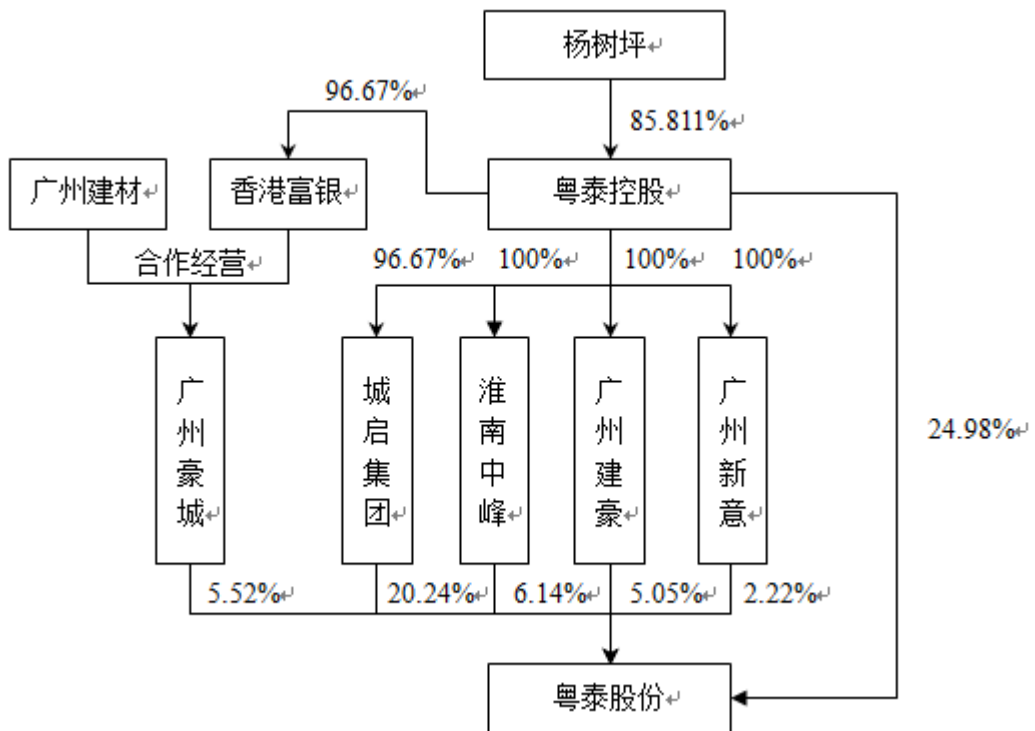 杨树坪
96.67%
85.811%
广州建材
香港富银
粤泰控股
合作经营
96.67%
100%
100%
100%
广州豪城
城启集团
淮南中峰
广州建豪
广州新意
24.98%
5.52%
20.24%
6.14%
5.05%
2.22%
粤泰股份